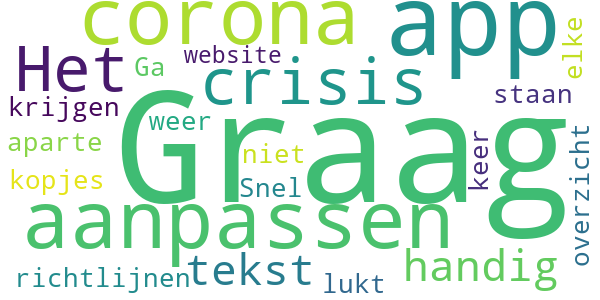 corona app
Het Ga website elke
crisis
krijgen Graag staan
aparte weer
niet keer
kopjes Snel overzicht
aanpassen
richtlijnen tekst lukt handig